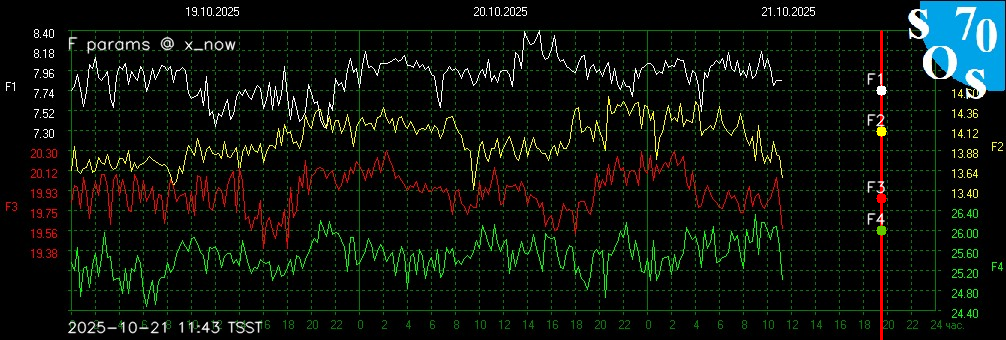 19.10.2025 20.10.2025 21.10.2025
SOS 70
F params @ x_now
8.40
8.18
7.96
F1
7.74
7.52
7.30
20.30
20.12
19.93
F3
19.75
19.56
19.38
F1
F2
F3
F4
14.60
14.36
14.12
F2
13.88
13.64
13.40
26.40
26.00
25.60
F4
25.20
24.80
24.40
2025-10-21 11:43 TSST
16 18 20 22 0 2 4 6 8 10 12 14 16 18 20 22 0 2 4 6 8 10 12 14 16 18 20 22 24 час.